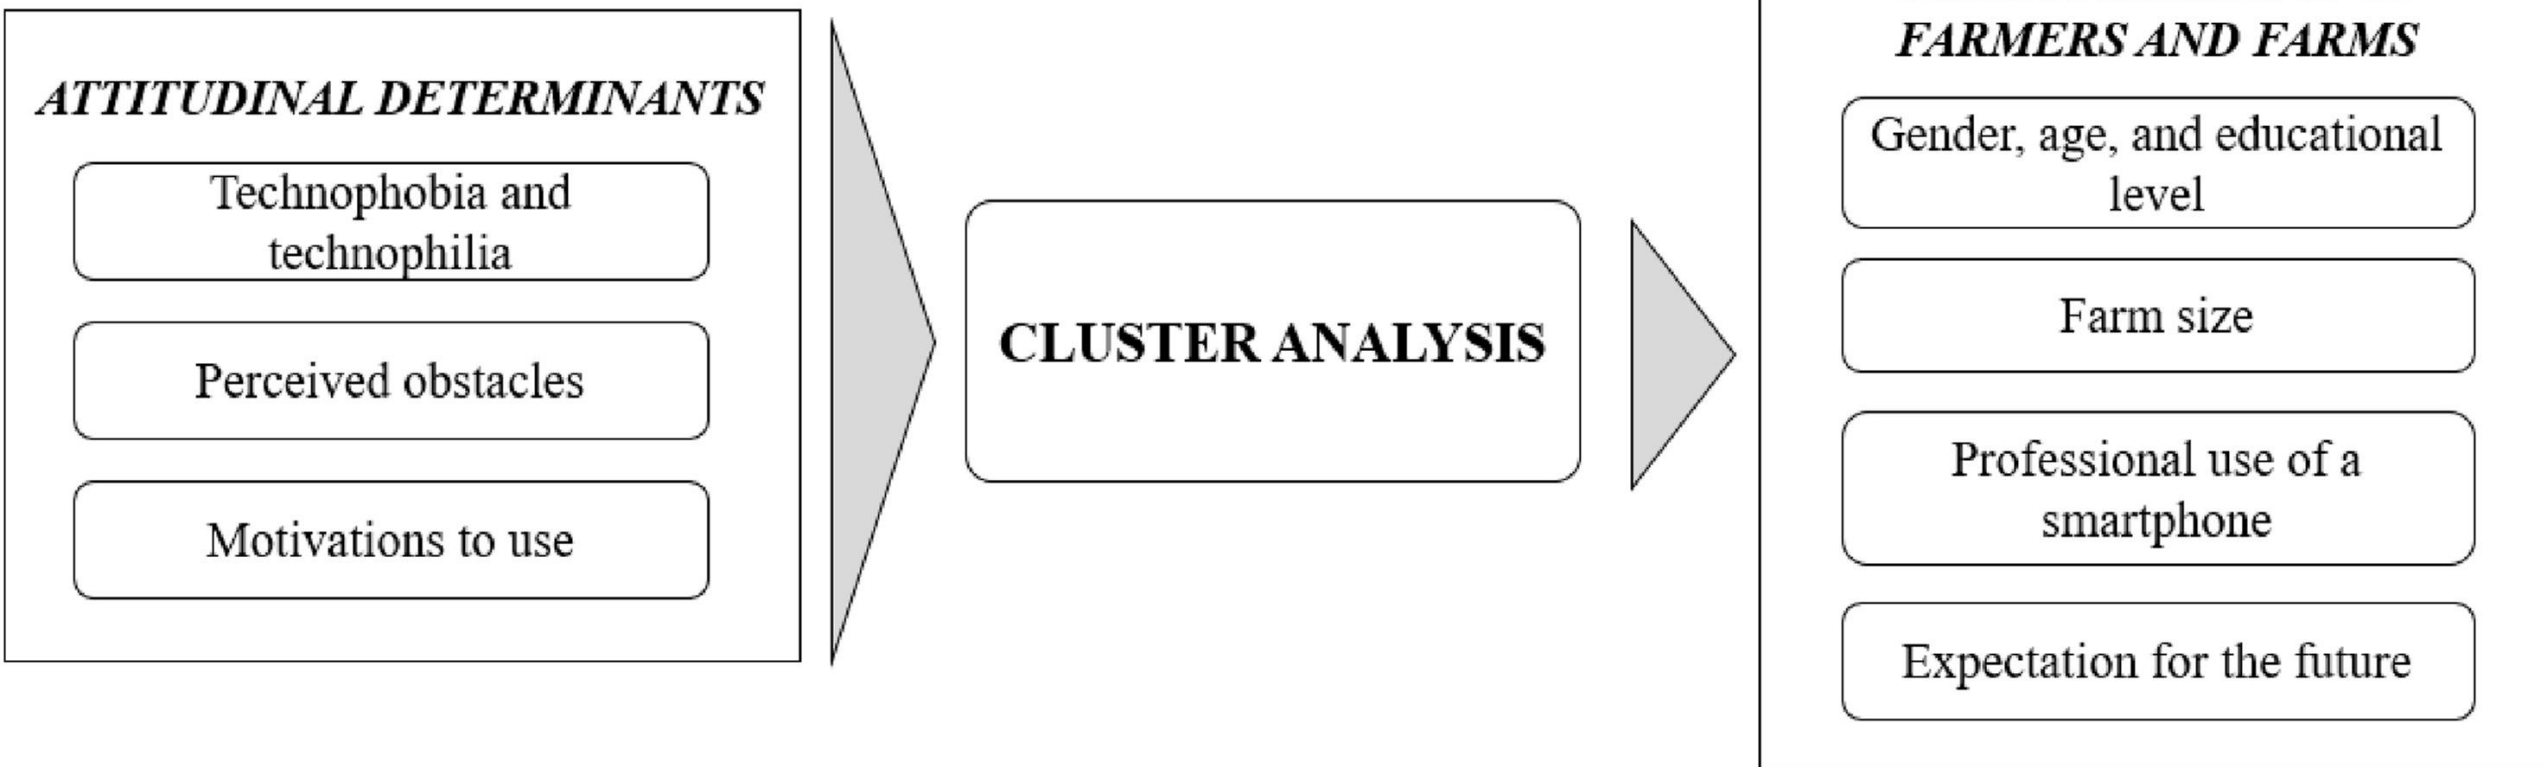 ATTITUDINAL DETERMINANTS
Technophobia and
technophilia
Perceived obstacles
Motivations to use
CLUSTER ANALYSIS
FARMERS AND FARMS
Gender, age, and educational
level
Farm size
Professional use of a
smartphone
Expectation for the future